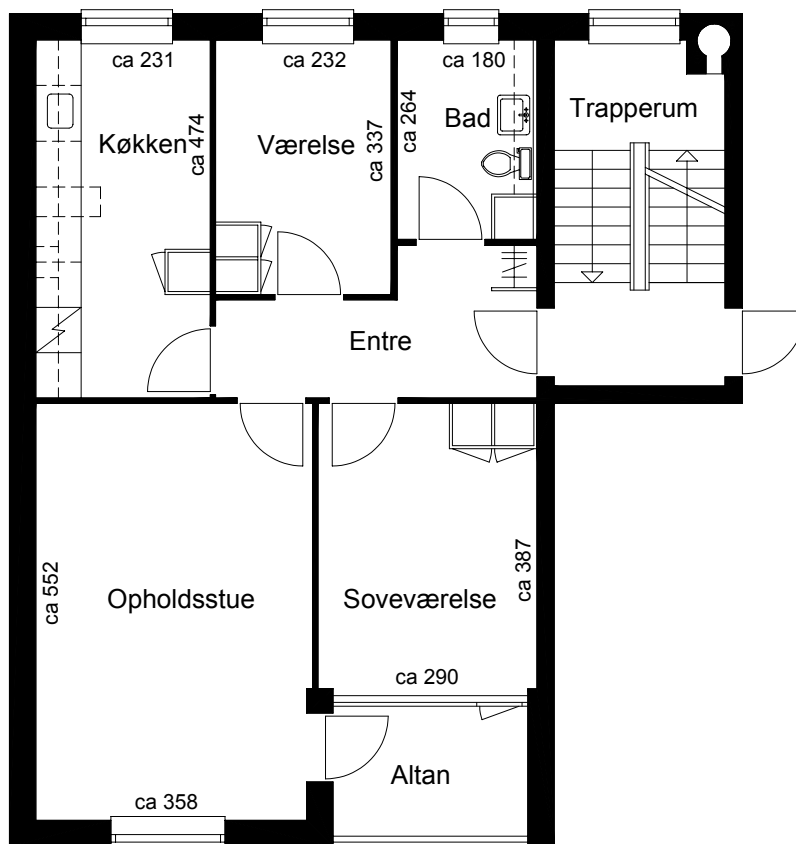 ca 231
ca 232
ca 180
Køkken
ca 474
Værelse
ca 337
ca 264
Bad
Trapperum
Entre
ca 552
Opholdsstue
Soveværelse
ca 387
ca 290
Altan
ca 358